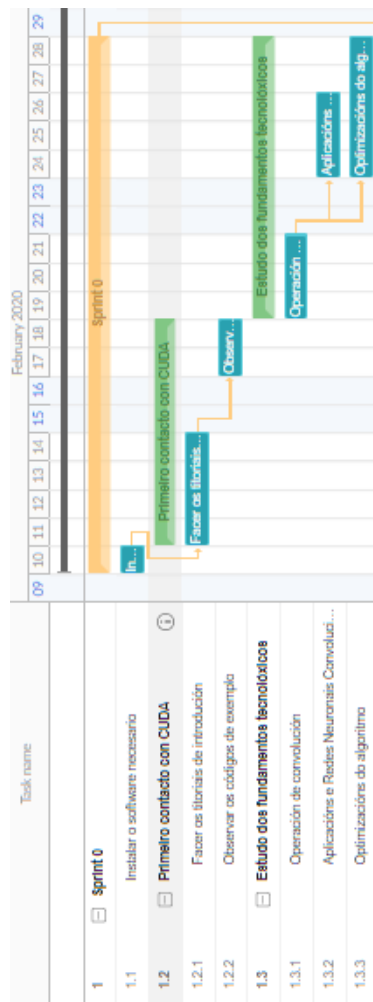 Task name
February 2020
09 10 11 12 13 14 15 16 17 18 19 20 21 22 23 24 25 26 27 28 29
1 Sprint 0
Sprint 0
1.1 Instalar o software necesario
In...
1.2 Primeiro contacto con CUDA
Primeiro contacto con CUDA
1.2.1 Facer os titoriais de introdución
Facer os titoriais...
1.2.2 Observar os códigos de exemplo
Observ...
1.3 Estudo dos fundamentos tecnolóxicos
Estudo dos fundamentos tecnolóxicos
1.3.1 Operación de convolución
Operación ...
1.3.2 Aplicacións e Redes Neuronais Convoluci...
Aplicacións ...
1.3.3 Optimizacións do algoritmo
Optimizacións do alg...